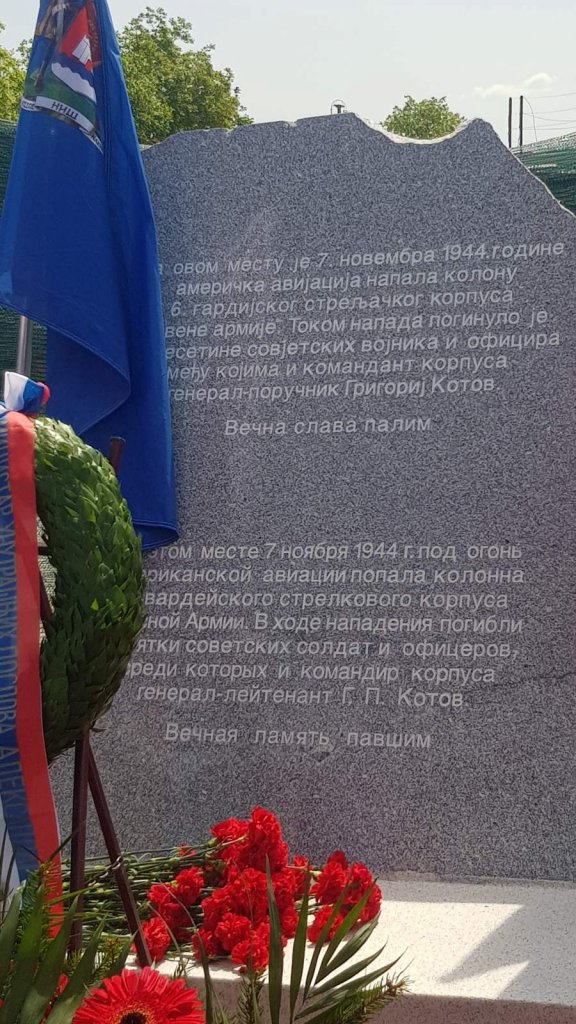 НИШ
овом месту је 7. новембра 1944.године
америчка авијација напала колону
6. гардијског стрељачког корпуса
вене армије. Током напада погинуло је
есетине совјетских војника и официра
међу којима и командант корпуса
генерал-поручник Григориј Котов.
Вечна слава палим
том месте 7 ноября 1944 г. под огонь
риканской авиации попала колонна
вардейского стрелкового корпуса
ной Армии. В ходе нападения погибли
ятки советских солдат и офицеров,
реди которых и командир корпуса
генерал-лейтенант Г. П. Котов.
Вечная память павшим